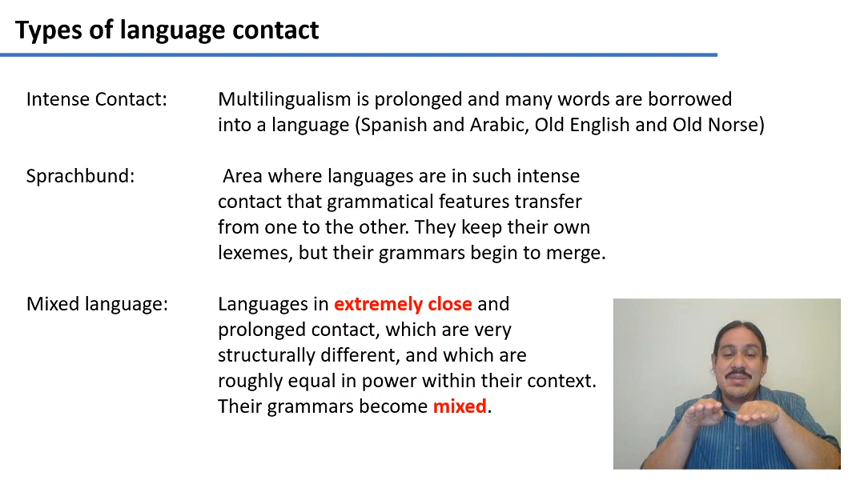 Types of language contact
Intense Contact: Multilingualism is prolonged and many words are borrowed
into a language (Spanish and Arabic, Old English and Old Norse)
Sprachbund: Area where languages are in such intense
contact that grammatical features transfer
from one to the other. They keep their own
lexemes, but their grammars begin to merge.
Mixed language: Languages in extremely close and
prolonged contact, which are very
structurally different, and which are
roughly equal in power within their context.
Their grammars become mixed.